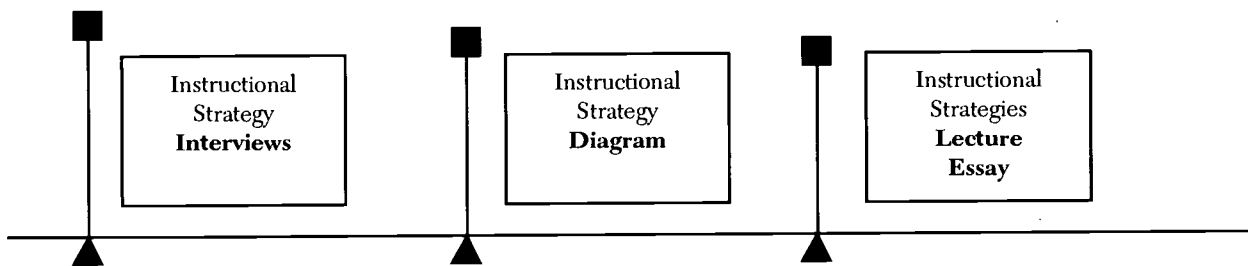 Instructional
Strategy
Interviews
Instructional
Strategy
Diagram
Instructional
Strategies
Lecture
Essay